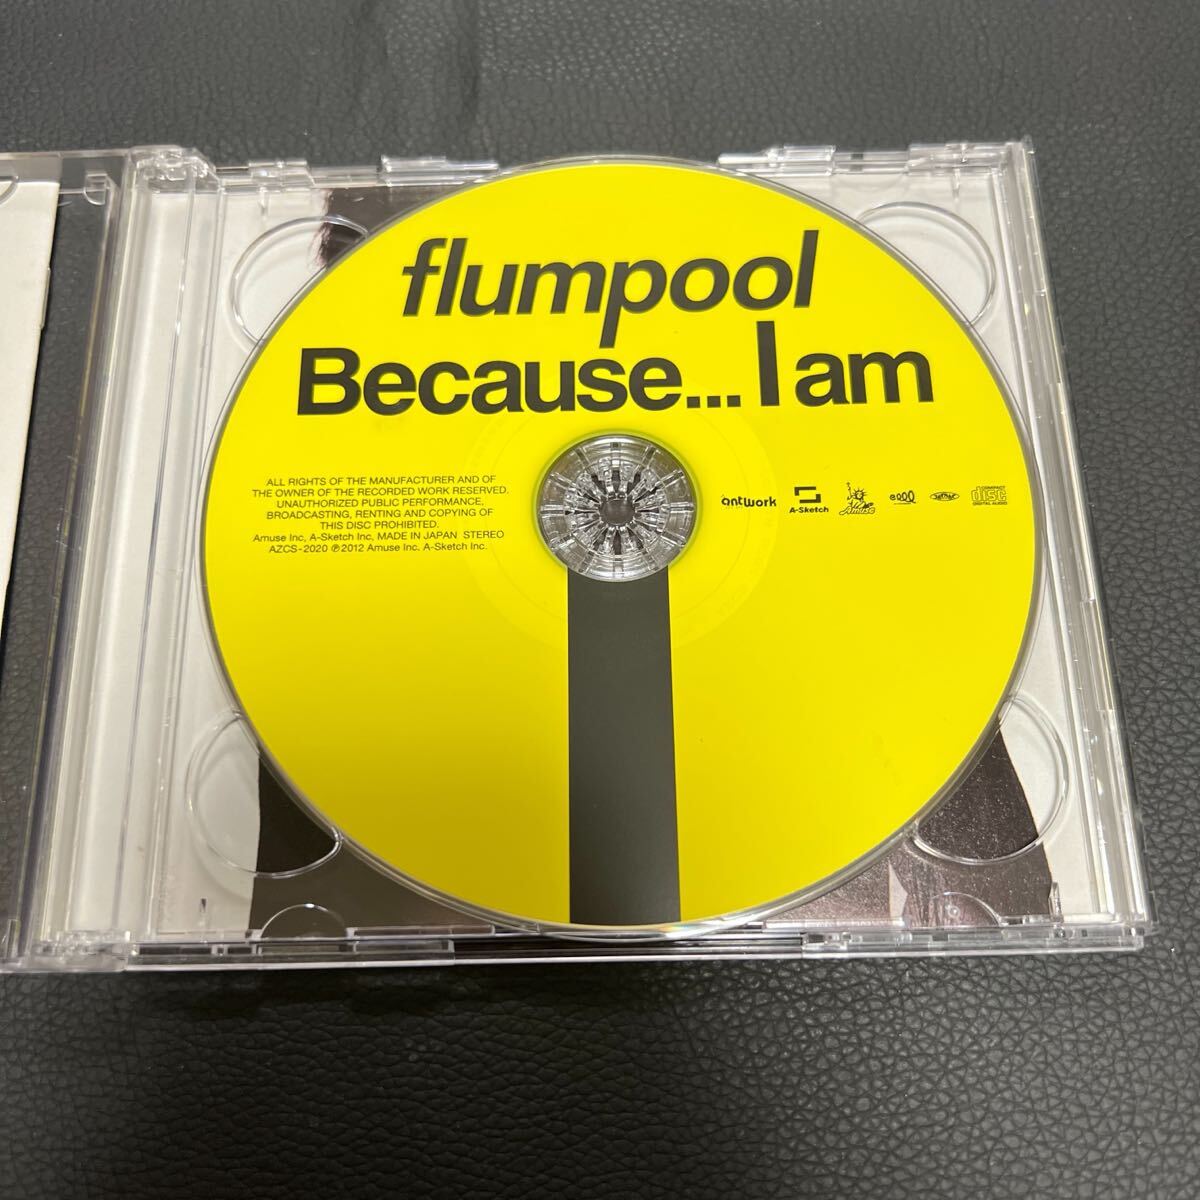 flumpool
Because... I am
ALL RIGHTS OF THE MANUFACTURER AND OF
THE OWNER OF THE RECORDED WORK RESERVED.
UNAUTHORIZED PUBLIC PERFORMANCE,
BROADCASTING, RENTING AND COPYING OF
THIS DISC PROHIBITED.
Amuse Inc, A-Sketch Inc, MADE IN JAPAN STEREO
AZCS-2020 ℗2012 Amuse Inc. A-Sketch Inc.
antwork
A-Sketch
Amuse
COMPACT
disc
DIGITAL AUDIO